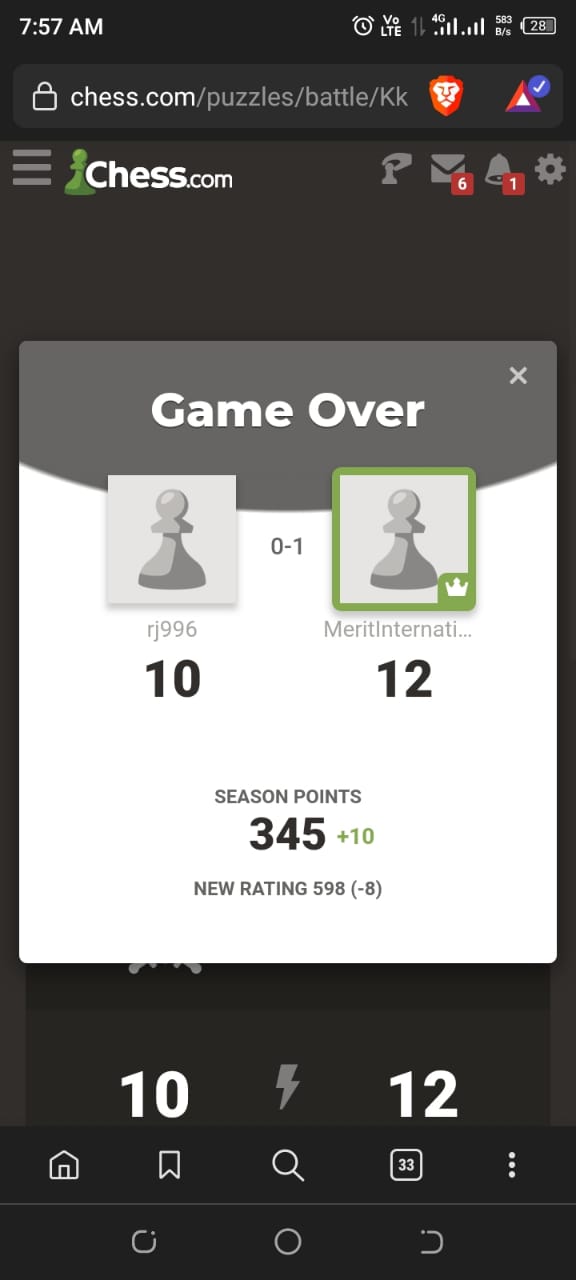 7:57 AM
Vo LTE 4G 583 B/s 28
chess.com/puzzles/battle/Kk
Chess.com 6 1
Game Over
0-1
rj996 MeritInternati...
10 12
SEASON POINTS
345 +10
NEW RATING 598 (-8)
10 12
33